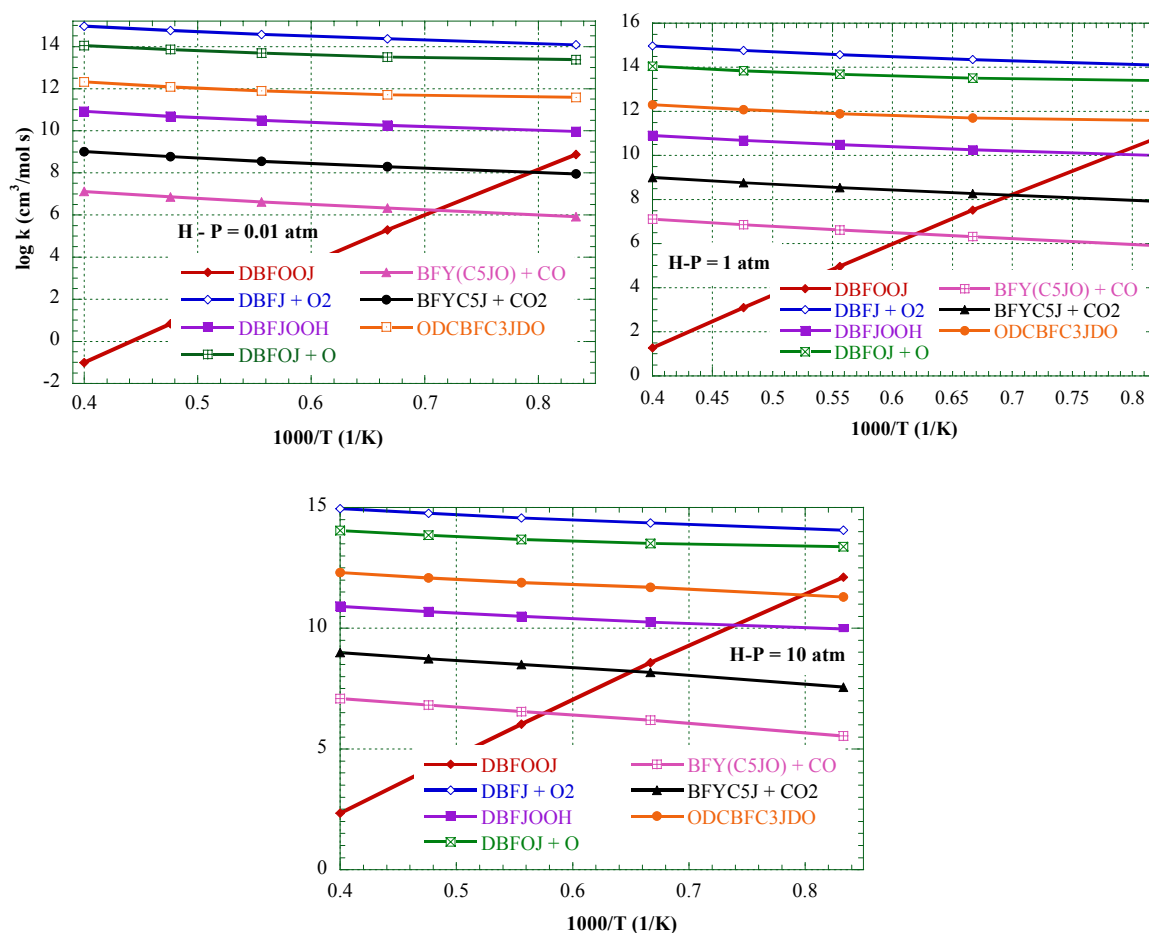 log k (cm3/mol s)
14
12
10
8
6
4
2
0
-2
H - P = 0.01 atm
DBFOOJ
DBFJ + O2
DBFJOOH
DBFOJ + O
BFY(C5JO) + CO
BFYC5J + CO2
ODCBFC3JDO
0.4 0.5 0.6 0.7 0.8
1000/T (1/K)
16
14
12
10
8
6
4
2
0
H-P = 1 atm
DBFOOJ
DBFJ + O2
DBFJOOH
DBFOJ + O
BFY(C5JO) + CO
BFYC5J + CO2
ODCBFC3JDO
0.4 0.45 0.5 0.55 0.6 0.65 0.7 0.75 0.8
1000/T (1/K)
15
10
5
0
H-P = 10 atm
DBFOOJ
DBFJ + O2
DBFJOOH
DBFOJ + O
BFY(C5JO) + CO
BFYC5J + CO2
ODCBFC3JDO
0.4 0.5 0.6 0.7 0.8
1000/T (1/K)